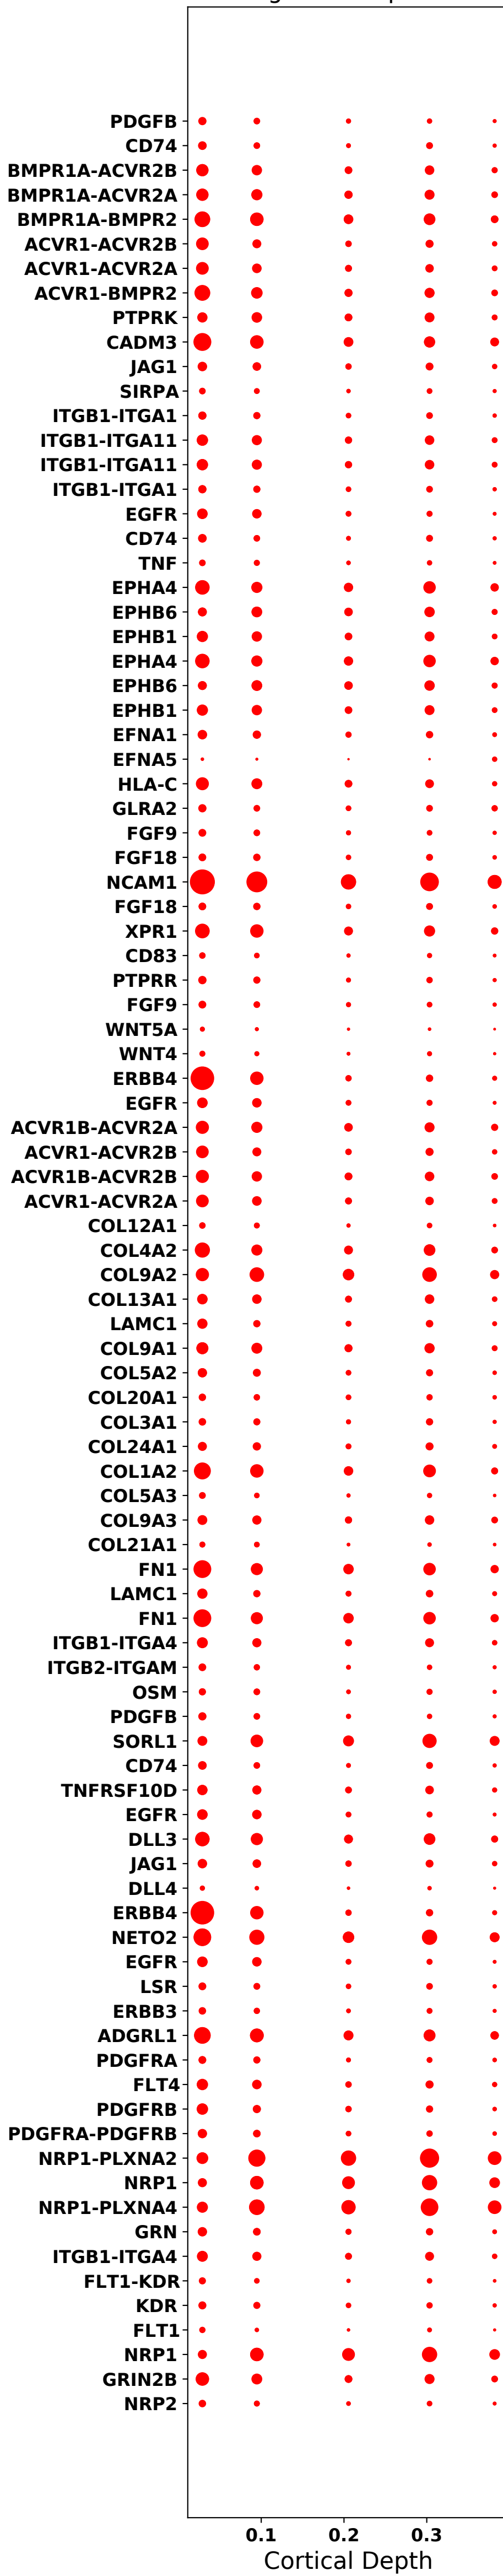 PDGFB
CD74
BMPR1A-ACVR2B
BMPR1A-ACVR2A
BMPR1A-BMPR2
ACVR1-ACVR2B
ACVR1-ACVR2A
ACVR1-BMPR2
PTPRK
CADM3
JAG1
SIRPA
ITGB1-ITGA1
ITGB1-ITGA11
ITGB1-ITGA11
ITGB1-ITGA1
EGFR
CD74
TNF
EPHA4
EPHB6
EPHB1
EPHA4
EPHB6
EPHB1
EFNA1
EFNA5
HLA-C
GLRA2
FGF9
FGF18
NCAM1
FGF18
XPR1
CD83
PTPRR
FGF9
WNT5A
WNT4
ERBB4
EGFR
ACVR1B-ACVR2A
ACVR1-ACVR2B
ACVR1B-ACVR2B
ACVR1-ACVR2A
COL12A1
COL4A2
COL9A2
COL13A1
LAMC1
COL9A1
COL5A2
COL20A1
COL3A1
COL24A1
COL1A2
COL5A3
COL9A3
COL21A1
FN1
LAMC1
FN1
ITGB1-ITGA4
ITGB2-ITGAM
OSM
PDGFB
SORL1
CD74
TNFRSF10D
EGFR
DLL3
JAG1
DLL4
ERBB4
NETO2
EGFR
LSR
ERBB3
ADGRL1
PDGFRA
FLT4
PDGFRB
PDGFRA-PDGFRB
NRP1-PLXNA2
NRP1
NRP1-PLXNA4
GRN
ITGB1-ITGA4
FLT1-KDR
KDR
FLT1
NRP1
GRIN2B
NRP2
0.1 0.2 0.3
Cortical Depth